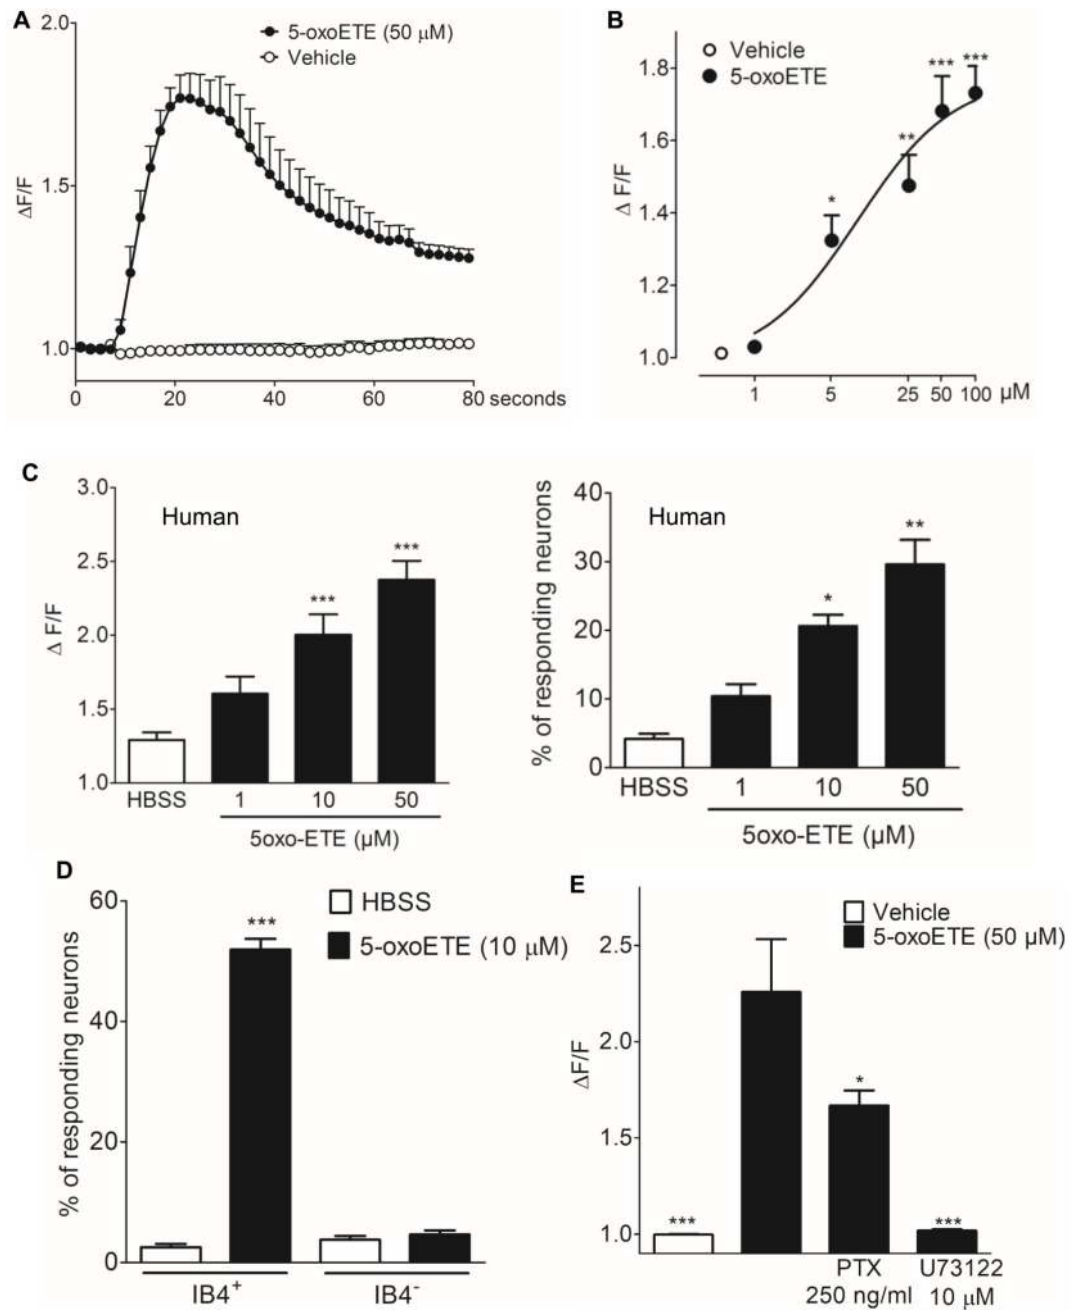 A
2.0
1.5
1.0
ΔF/F
5-oxoETE (50 μM)
Vehicle
0 20 40 60 80 seconds
B
Vehicle
5-oxoETE
1.8
1.6
1.4
1.2
1.0
Δ F/F
*
**
***
***
1 5 25 50 100 μM
C
Human
3.0
2.5
2.0
1.5
1.0
Δ F/F
***
***
HBSS 1 10 50
5oxo-ETE (μM)
Human
40
30
20
10
0
% of responding neurons
*
**
HBSS 1 10 50
5oxo-ETE (μM)
D
HBSS
5-oxoETE (10 μM)
60
40
20
0
% of responding neurons
***
IB4+ IB4-
E
Vehicle
5-oxoETE (50 μM)
2.5
2.0
1.5
1.0
ΔF/F
***
*
***
PTX U73122
250 ng/ml 10 μM